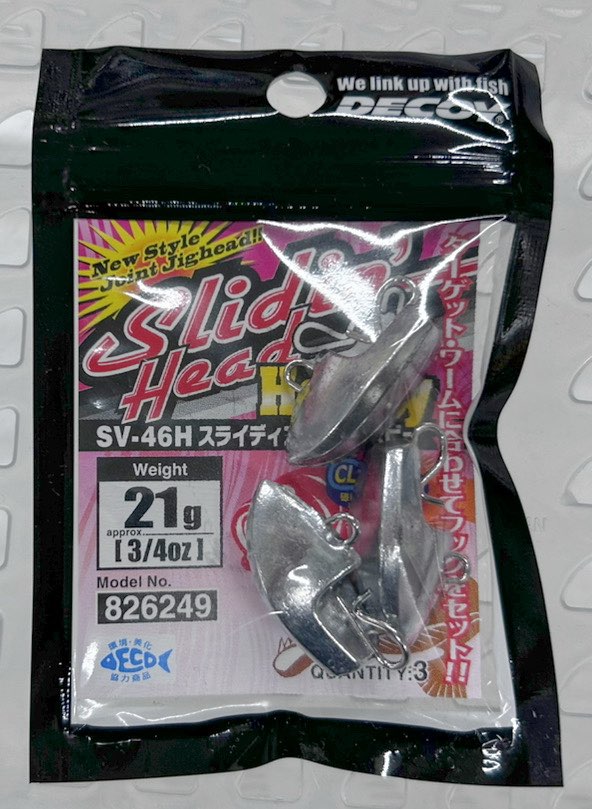 We link up with fish
DECOY®
New Style
Joint Jighead!!
Slidin'
Head
SV-46H スライディ
Weight
21g
approx.
[3/4oz]
Model No.
826249
環境・美化
ECO
協力商品
QUANTITY:3
ターゲット・ワームに合わせてフックをセット!!